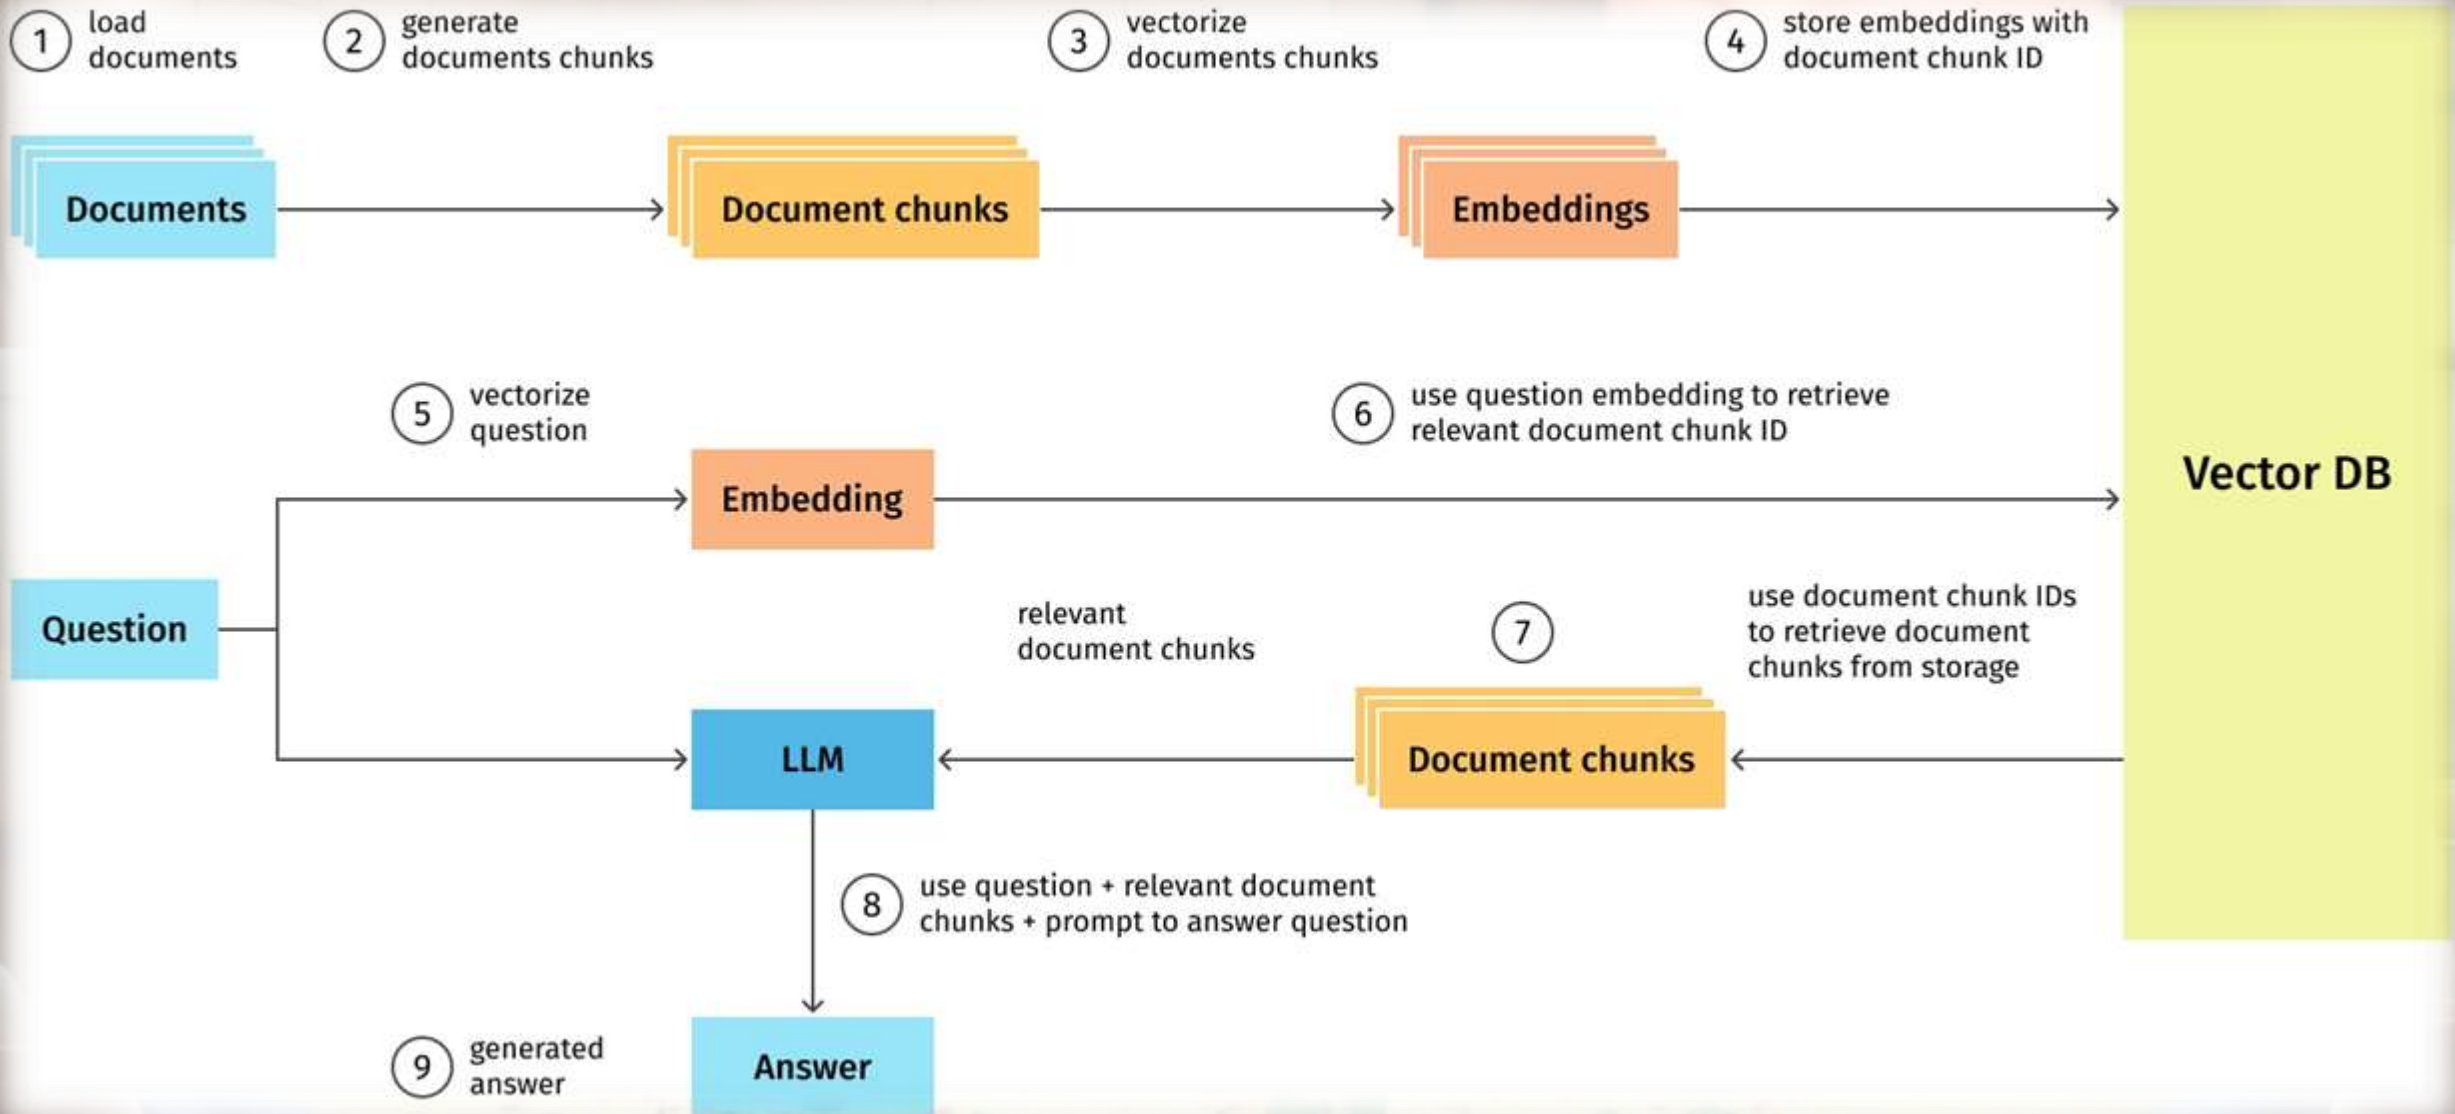 1
load
documents
2
generate
documents chunks
3
vectorize
documents chunks
4
store embeddings with
document chunk ID
Documents
Document chunks
Embeddings
5
vectorize
question
6
use question embedding to retrieve
relevant document chunk ID
Vector DB
Embedding
Question
relevant
document chunks
7
use document chunk IDs
to retrieve document
chunks from storage
LLM
Document chunks
8
use question + relevant document
chunks + prompt to answer question
9
generated
answer
Answer